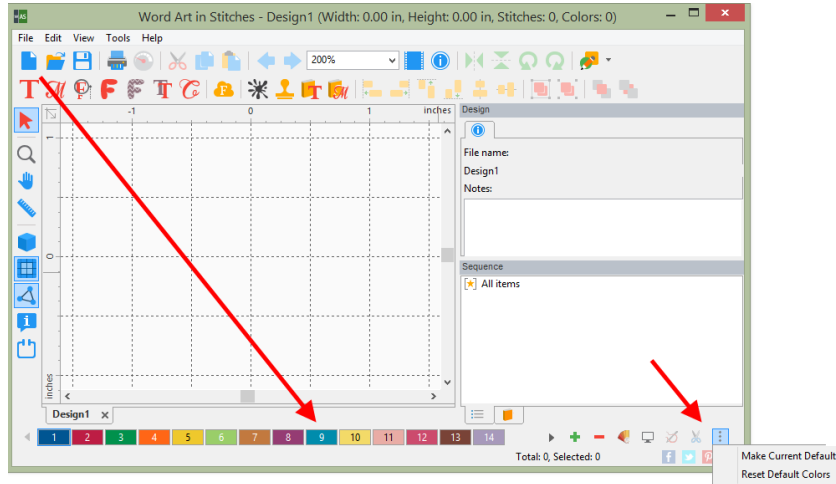 Word Art in Stitches - Design1 (Width: 0.00 in, Height: 0.00 in, Stitches: 0, Colors: 0)
File Edit View Tools Help
200%
-1 0 1 inches
Design
File name:
Design1
Notes:
0
Sequence
All items
inches
Design1
1 2 3 4 5 6 7 8 9 10 11 12 13 14
Total: 0, Selected: 0
Make Current Default
Reset Default Colors